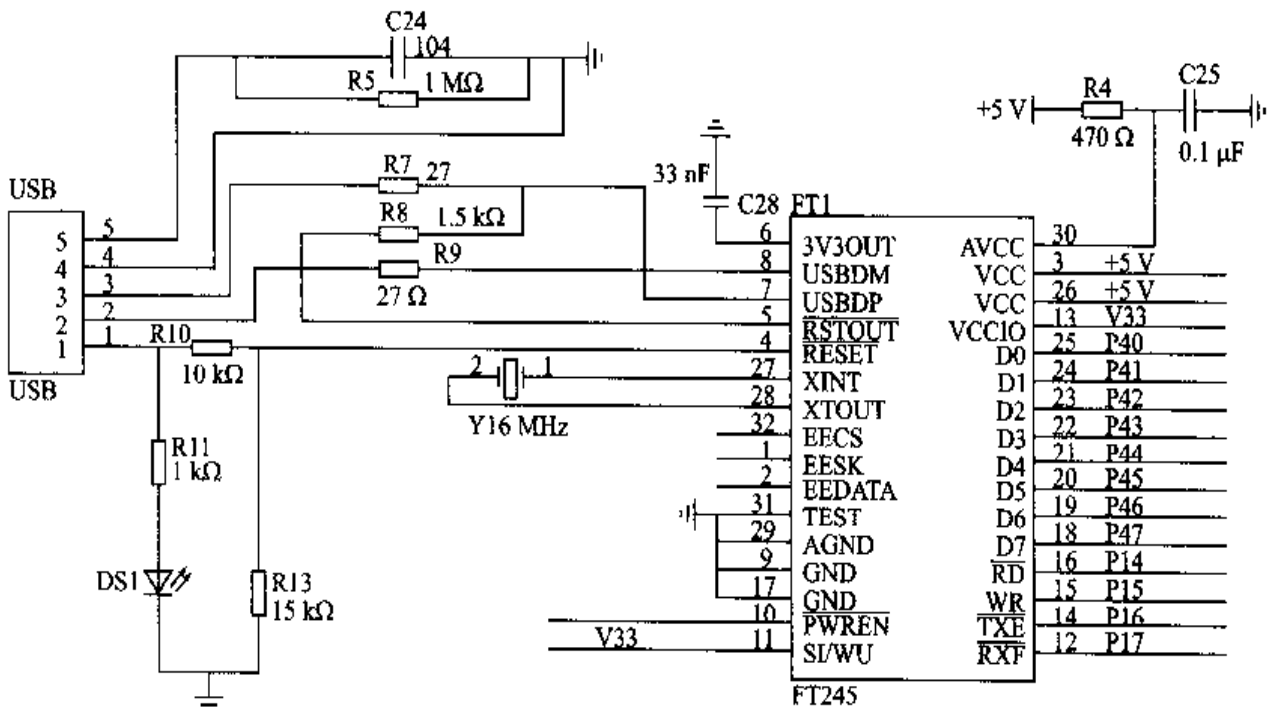 C24
104
R5
1 MΩ
R4
C25
+5 V
470 Ω
0.1 μF
USB
R7
27
33 nF
C28
FT1
R8
1.5 kΩ
R9
27 Ω
5
5
4
4
3
3
2
2
1
1
R10
10 kΩ
2
1
Y16 MHz
R11
1 kΩ
DS1
R13
15 kΩ
USB
6 3V3OUT
8 USBDM
7 USBDP
5 RSTOUT
4 RESET
27 XINT
28 XTOUT
32 EECS
1 EESK
2 EEDATA
31 TEST
29 AGND
9 GND
17 GND
10 PWREN
V33 11 SI/WU
AVCC 30
VCC 3 +5 V
VCC 26 +5 V
VCCIO 13 V33
D0 25 P40
D1 24 P41
D2 23 P42
D3 22 P43
D4 21 P44
D5 20 P45
D6 19 P46
D7 18 P47
RD 16 P14
WR 15 P15
TXE 14 P16
RXF 12 P17
FT245